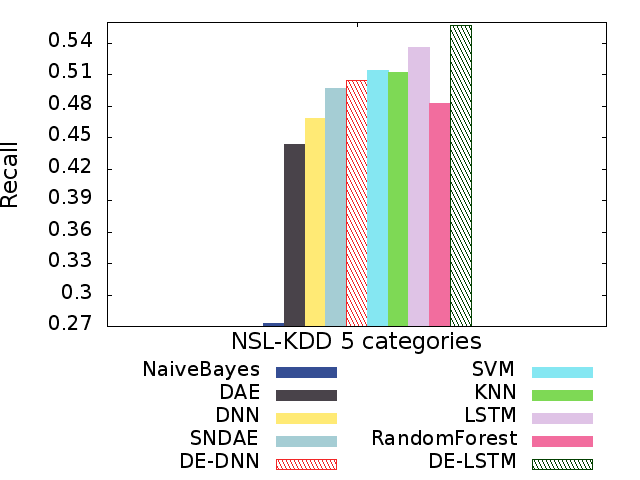 0.54
0.51
0.48
0.45
0.42
0.39
0.36
0.33
0.3
0.27
Recall
NSL-KDD 5 categories
NaiveBayes
DAE
DNN
SNDAE
DE-DNN
SVM
KNN
LSTM
RandomForest
DE-LSTM